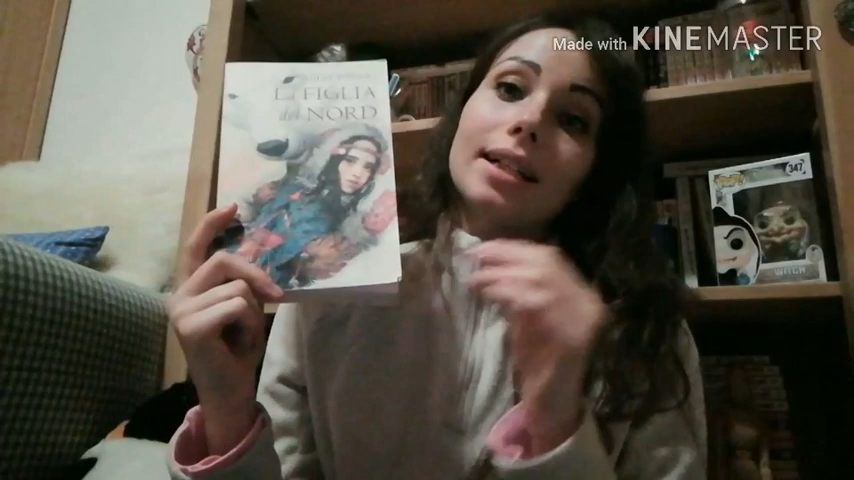 Made with KINEMASTER
La FIGLIA
del NORD
347
WITCH